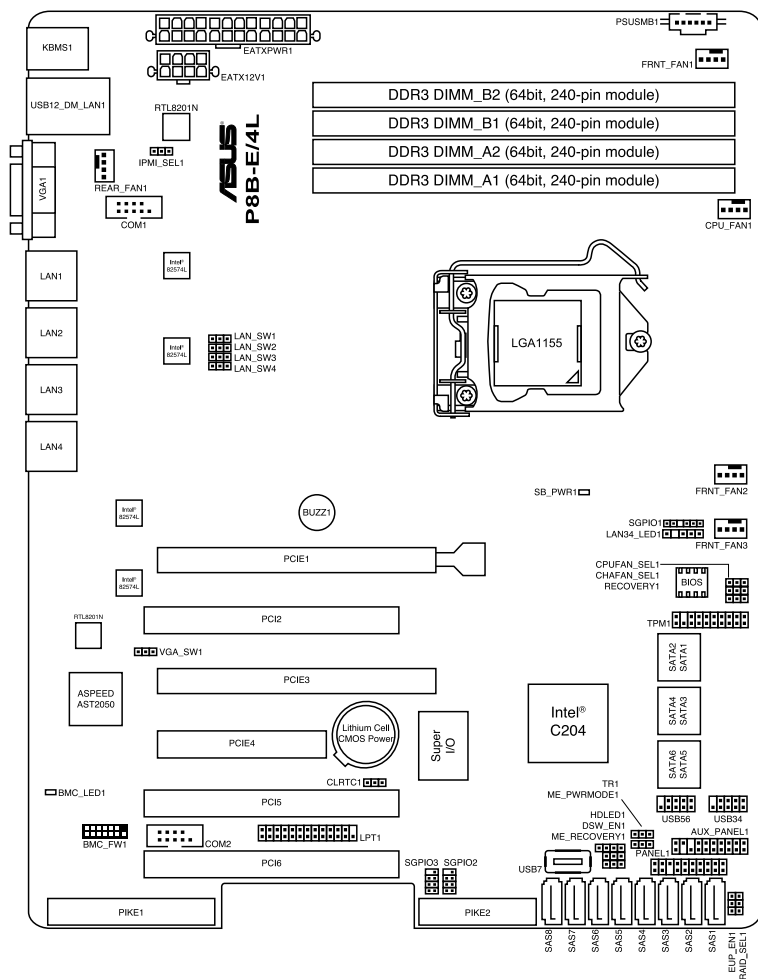 PSUSMB1
KBMS1
EATXPWR1
FRNT_FAN1
EATX12V1
USB12_DM_LAN1
RTL8201N
DDR3 DIMM_B2 (64bit, 240-pin module)
DDR3 DIMM_B1 (64bit, 240-pin module)
DDR3 DIMM_A2 (64bit, 240-pin module)
DDR3 DIMM_A1 (64bit, 240-pin module)
IPMI_SEL1
ASUS
P8B-E/4L
VGA1
REAR_FAN1
COM1
CPU_FAN1
LAN1
Intel®
82574L
LAN2
Intel®
82574L
LAN_SW1
LAN_SW2
LAN_SW3
LAN_SW4
LGA1155
LAN3
LAN4
FRNT_FAN2
SB_PWR1
Intel®
82574L
BUZZ1
SGPIO1
LAN34_LED1
FRNT_FAN3
PCIE1
CPUFAN_SEL1
CHAFAN_SEL1
RECOVERY1
BIOS
Intel®
82574L
PCI2
TPM1
RTL8201N
VGA_SW1
SATA2
SATA1
PCIE3
ASPEED
AST2050
Intel®
C204
SATA4
SATA3
Lithium Cell
CMOS Power
Super
I/O
PCIE4
SATA6
SATA5
CLRTC1
TR1
ME_PWRMODE1
BMC_LED1
PCI5
USB56
USB34
HDLED1
DSW_EN1
ME_RECOVERY1
AUX_PANEL1
BMC_FW1
COM2
LPT1
PANEL1
PCI6
SGPIO3
SGPIO2
USB7
PIKE1
PIKE2
SAS8
SAS7
SAS6
SAS5
SAS4
SAS3
SAS2
SAS1
EUP_EN1
RAID_SEL1